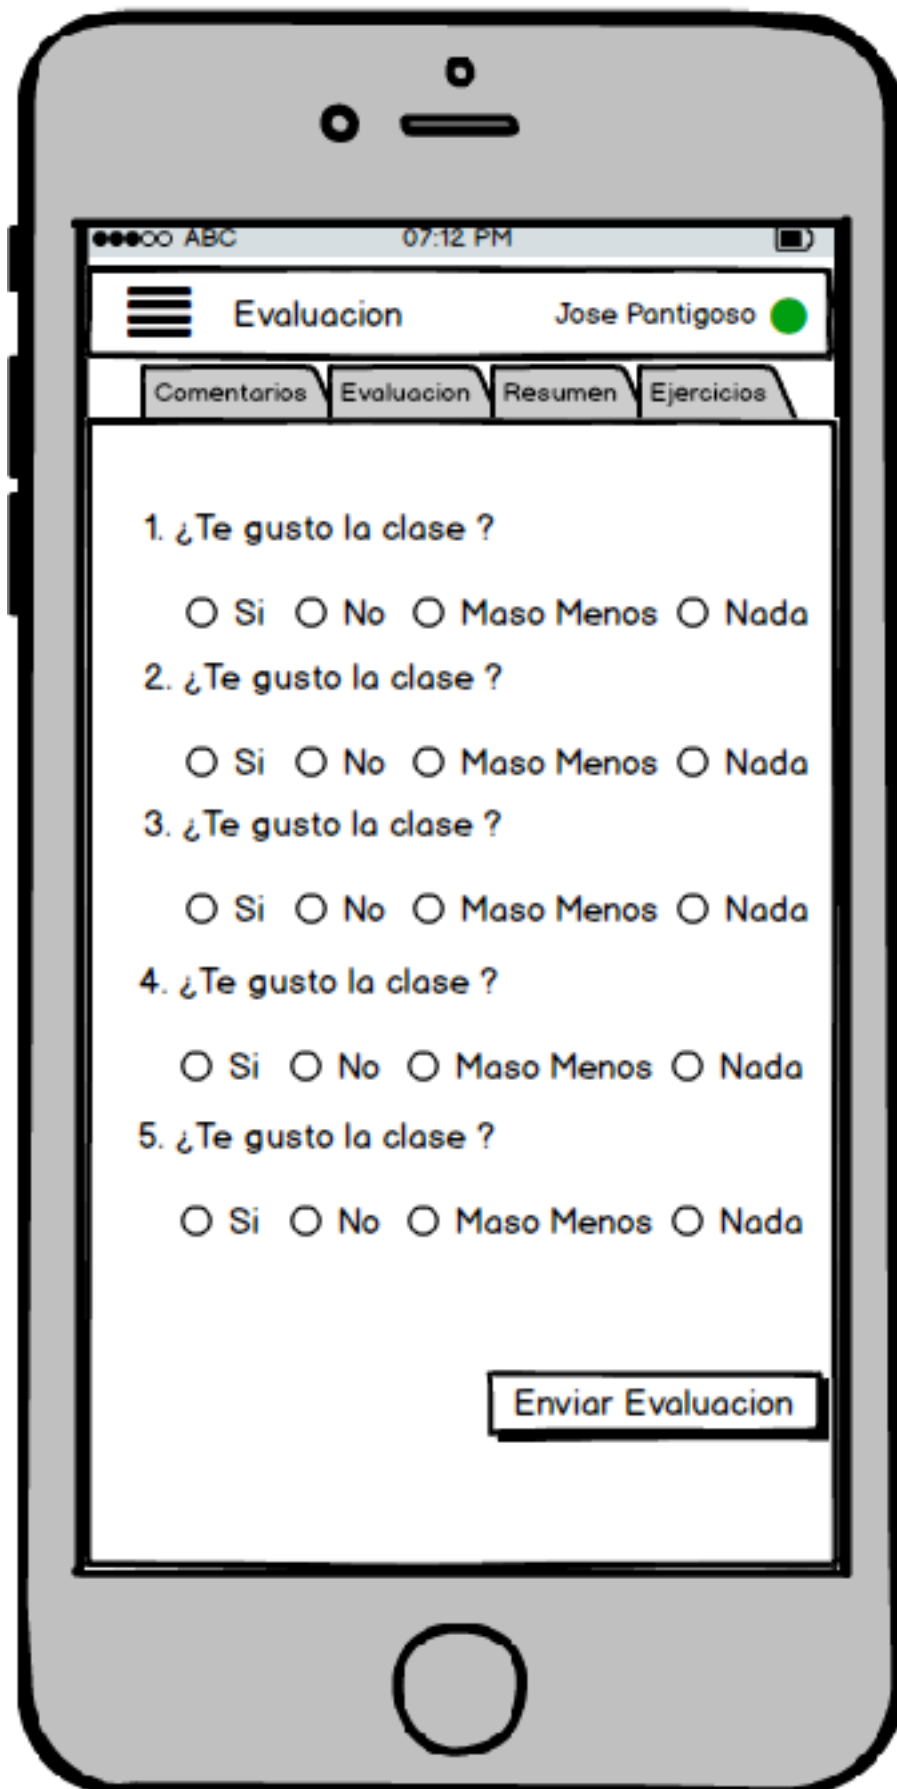 ABC 07:12 PM
Evaluacion Jose Pantigoso
Comentarios Evaluacion Resumen Ejercicios
1. ¿Te gusto la clase ?
Si No Maso Menos Nada
2. ¿Te gusto la clase ?
Si No Maso Menos Nada
3. ¿Te gusto la clase ?
Si No Maso Menos Nada
4. ¿Te gusto la clase ?
Si No Maso Menos Nada
5. ¿Te gusto la clase ?
Si No Maso Menos Nada
Enviar Evaluacion